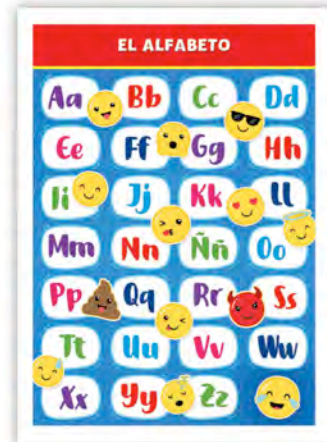 EL ALFABETO
Aa Bb Cc Dd
Ee Ff Gg Hh
Ii Jj Kk Ll
Mm Nn Ññ Oo
Pp Qq Rr Ss
Tt Uu Vv Ww
Xx Yy Zz